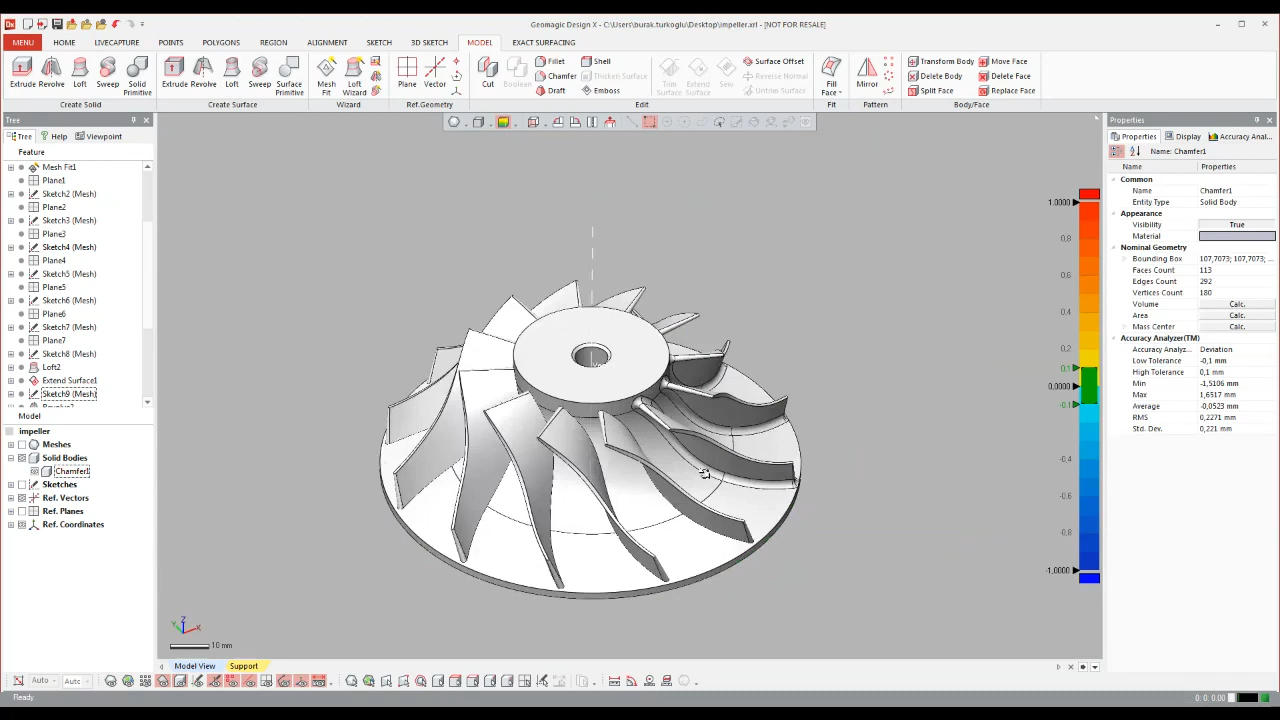 Geomagic Design X - C:\Users\burak.turkoglu\Desktop\impeller.xrl - [NOT FOR RESALE]
MENU HOME LIVECAPTURE POINTS POLYGONS REGION ALIGNMENT SKETCH 3D SKETCH MODEL EXACT SURFACING
Extrude Revolve Loft Sweep Solid Primitive
Create Solid
Extrude Revolve Loft Sweep Surface Primitive
Create Surface
Mesh Fit Loft Wizard
Wizard
Plane Vector
Ref.Geometry
Cut Boolean
Fillet Shell
Chamfer Thicken Surface
Draft Emboss
Trim Surface Extend Surface Sew
Surface Offset
Reverse Normal
Untrim Surface
Edit
Fill Face
Fit
Mirror
Pattern
Transform Body Move Face
Delete Body Delete Face
Split Face Replace Face
Body/Face
Tree
Tree Help Viewpoint
Feature
Mesh Fit1
Plane1
Sketch2 (Mesh)
Plane2
Sketch3 (Mesh)
Plane3
Sketch4 (Mesh)
Plane4
Sketch5 (Mesh)
Plane5
Sketch6 (Mesh)
Plane6
Sketch7 (Mesh)
Plane7
Sketch8 (Mesh)
Loft2
Extend Surface1
Sketch9 (Mesh)
Model
impeller
Meshes
Solid Bodies
Chamfer1
Sketches
Ref. Vectors
Ref. Planes
Ref. Coordinates
1.0000
0,8
0,6
0,4
0,2
0,1
0.0000
-0,1
-0,4
-0,6
-0,8
-1,0000
Z
Y
X
10 mm
Model View Support
Properties
Properties Display Accuracy Anal...
Name: Chamfer1
Name Properties
Common
Name Chamfer1
Entity Type Solid Body
Appearance
Visibility True
Material
Nominal Geometry
Bounding Box 107,7073; 107,7073; ...
Faces Count 113
Edges Count 292
Vertices Count 180
Volume Calc.
Area Calc.
Mass Center Calc.
Accuracy Analyzer(TM)
Accuracy Analyz... Deviation
Low Tolerance -0,1 mm
High Tolerance 0,1 mm
Min -1,5106 mm
Max 1,6517 mm
Average -0,0523 mm
RMS 0,2271 mm
Std. Dev. 0,221 mm
Auto Auto
Ready
0: 0: 0.00